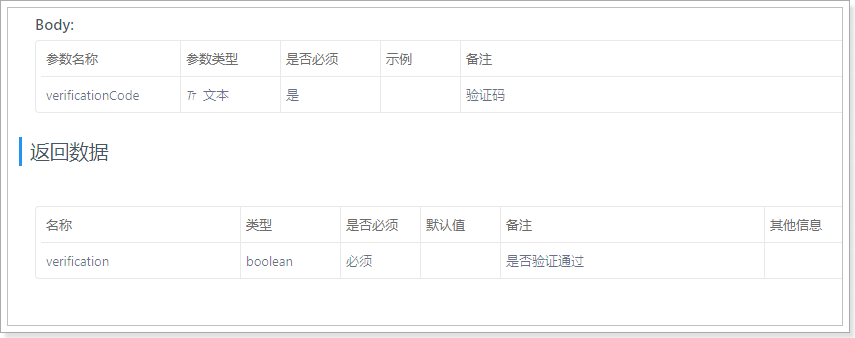 Body:
参数名称 参数类型 是否必须 示例 备注
verificationCode Tr 文本 是 验证码
返回数据
名称 类型 是否必须 默认值 备注 其他信息
verification boolean 必须 是否验证通过